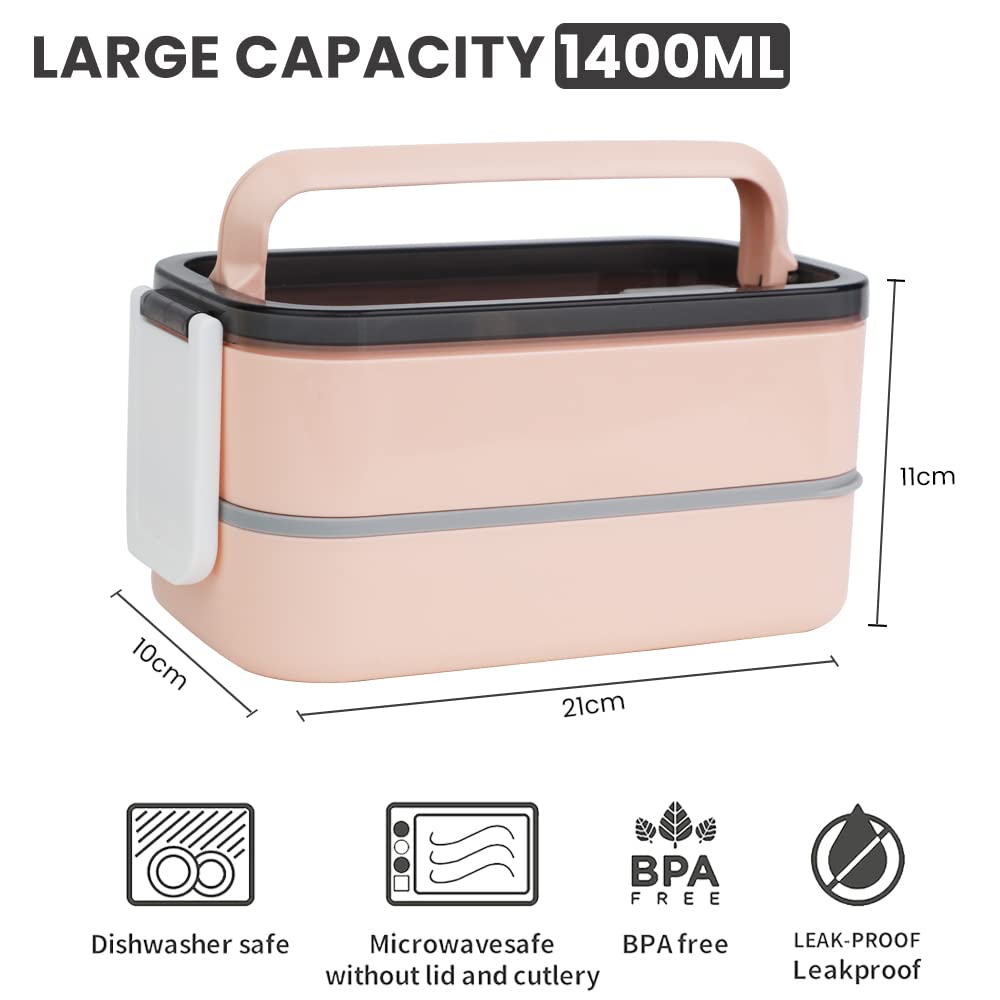 LARGE CAPACITY 1400ML
11cm
10cm
21cm
BPA
FREE
Dishwasher safe
Microwavesafe
without lid and cutlery
BPA free
LEAK-PROOF
Leakproof